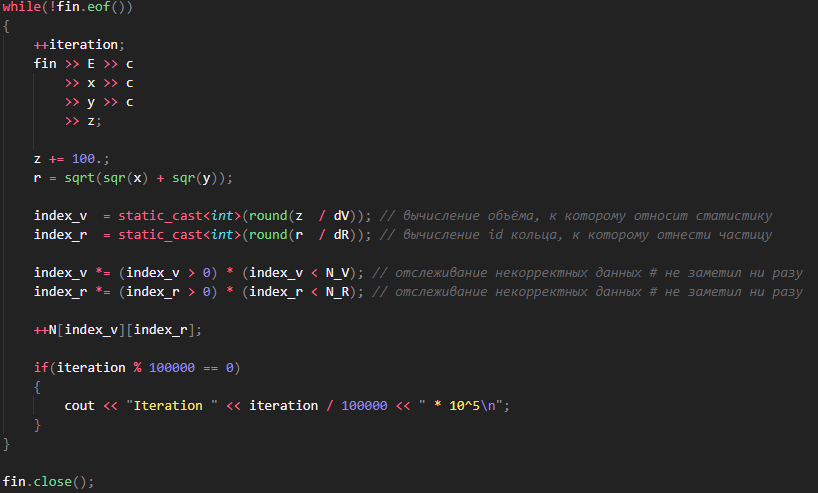 while(!fin.eof())
{
    ++iteration;
    fin >> E >> c
        >> x >> c
        >> y >> c
        >> z;

    z += 100.;
    r = sqrt(sqr(x) + sqr(y));

    index_v  = static_cast<int>(round(z  / dV)); // вычисление объёма, к которому относит статистику
    index_r  = static_cast<int>(round(r  / dR)); // вычисление id кольца, к которому отнести частицу

    index_v *= (index_v > 0) * (index_v < N_V); // отслеживание некорректных данных # не заметил ни разу
    index_r *= (index_r > 0) * (index_r < N_R); // отслеживание некорректных данных # не заметил ни разу

    ++N[index_v][index_r];

    if(iteration % 100000 == 0)
    {
        cout << "Iteration " << iteration / 100000 << " * 10^5\n";
    }
}

fin.close();